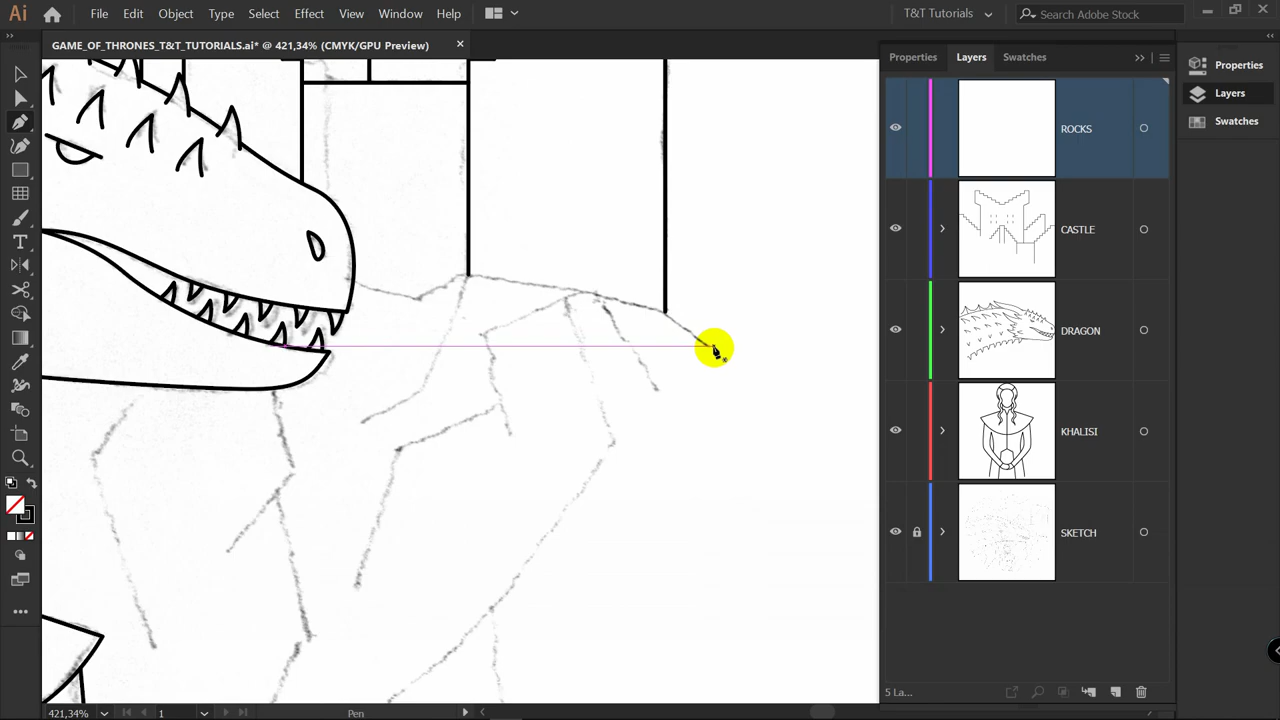 Ai File Edit Object Type Select Effect View Window Help T&T Tutorials Search Adobe Stock
GAME_OF_THRONES_T&T_TUTORIALS.ai* @ 421,34% (CMYK/GPU Preview)
Properties Layers Swatches
Properties
Layers
Swatches
ROCKS
CASTLE
DRAGON
KHALISI
SKETCH
5 La...
421,34% 1 Pen